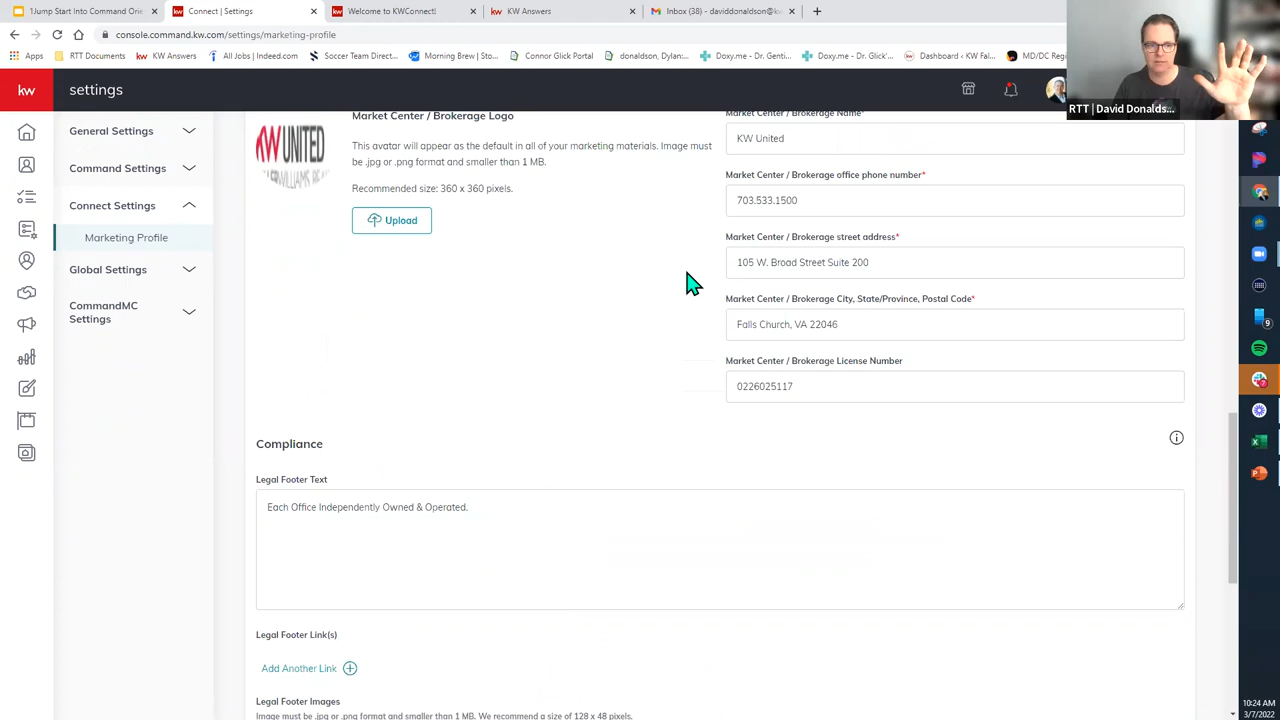 1Jump Start Into Command Orie
Connect | Settings
Welcome to KWConnect!
KW Answers
Inbox (38) - daviddonaldson@kw
console.command.kw.com/settings/marketing-profile
Apps
RTT Documents
KW Answers
All Jobs | Indeed.com
Soccer Team Direct...
Morning Brew | Sto...
Connor Glick Portal
donaldson, Dylan:...
Doxy.me - Dr. Genti...
Doxy.me - Dr. Glick'...
Dashboard ‹ KW Fal...
MD/DC Reg
RTT | David Donalds...
kw
settings
General Settings
Command Settings
Connect Settings
Marketing Profile
Global Settings
CommandMC
Settings
KW UNITED
Market Center / Brokerage Logo
This avatar will appear as the default in all of your marketing materials. Image must
be .jpg or .png format and smaller than 1 MB.
Recommended size: 360 x 360 pixels.
Upload
Market Center / Brokerage Name*
KW United
Market Center / Brokerage office phone number*
703.533.1500
Market Center / Brokerage street address*
105 W. Broad Street Suite 200
Market Center / Brokerage City, State/Province, Postal Code*
Falls Church, VA 22046
Market Center / Brokerage License Number
0226025117
Compliance
Legal Footer Text
Each Office Independently Owned & Operated.
Legal Footer Link(s)
Add Another Link
Legal Footer Images
Image must be .jpg or .png format and smaller than 1 MB. We recommend a size of 128 x 48 pixels.
9
10:24 AM
3/7/2022